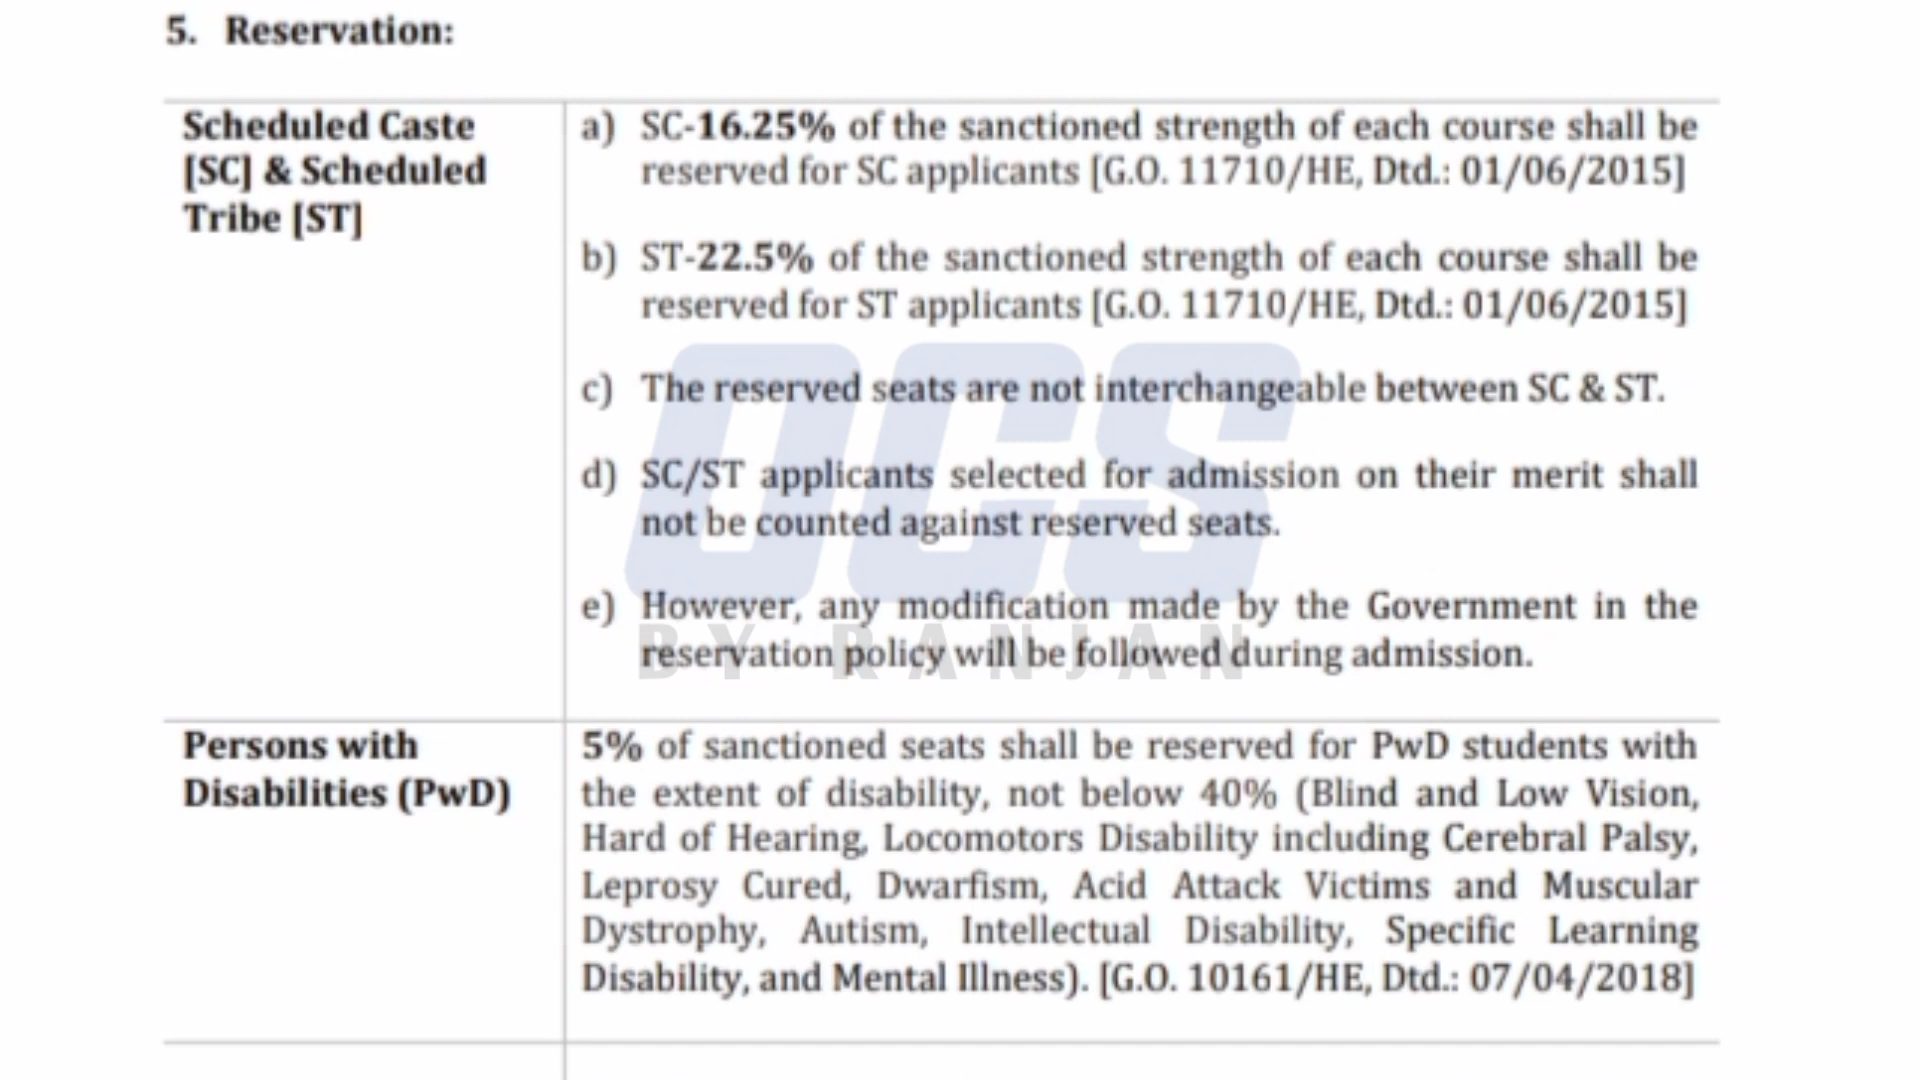 5. Reservation:
Scheduled Caste
[SC] & Scheduled
Tribe [ST]
a) SC-16.25% of the sanctioned strength of each course shall be
reserved for SC applicants [G.O. 11710/HE, Dtd.: 01/06/2015]
b) ST-22.5% of the sanctioned strength of each course shall be
reserved for ST applicants [G.O. 11710/HE, Dtd.: 01/06/2015]
c) The reserved seats are not interchangeable between SC & ST.
d) SC/ST applicants selected for admission on their merit shall
not be counted against reserved seats.
e) However, any modification made by the Government in the
reservation policy will be followed during admission.
OCS
BY RANJAN
Persons with
Disabilities (PwD)
5% of sanctioned seats shall be reserved for PwD students with
the extent of disability, not below 40% (Blind and Low Vision,
Hard of Hearing, Locomotors Disability including Cerebral Palsy,
Leprosy Cured, Dwarfism, Acid Attack Victims and Muscular
Dystrophy, Autism, Intellectual Disability, Specific Learning
Disability, and Mental Illness). [G.O. 10161/HE, Dtd.: 07/04/2018]